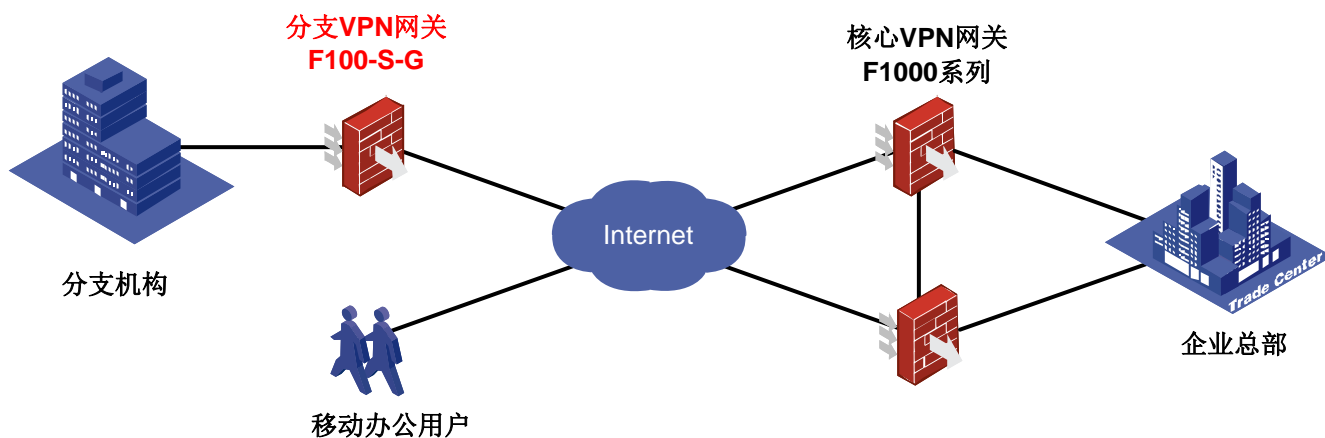 分支VPN网关
F100-S-G
核心VPN网关
F1000系列
Internet
分支机构
Trade Center
企业总部
移动办公用户